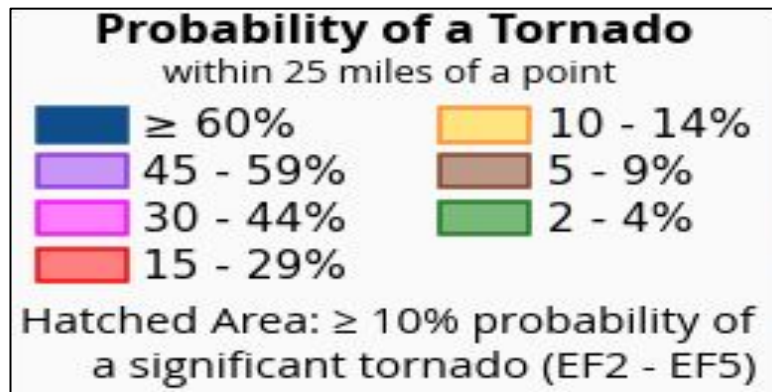 Probability of a Tornado
within 25 miles of a point
≥ 60%
45 - 59%
30 - 44%
15 - 29%
10 - 14%
5 - 9%
2 - 4%
Hatched Area: ≥ 10% probability of
a significant tornado (EF2 - EF5)